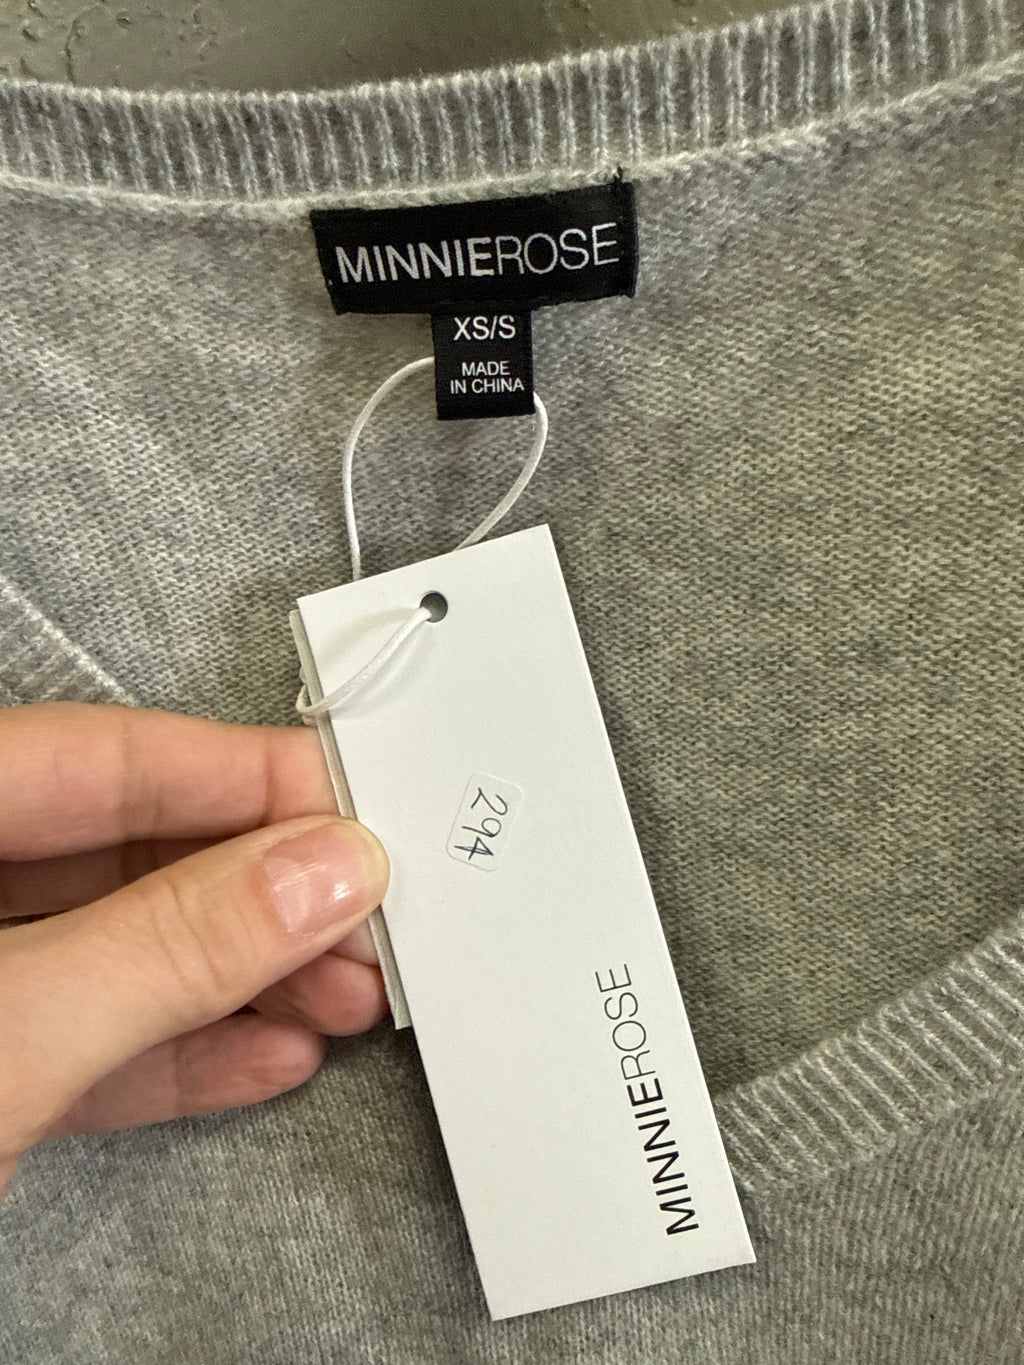 MINNIEROSE
XS/S
MADE
IN CHINA
294
MINNIEROSE